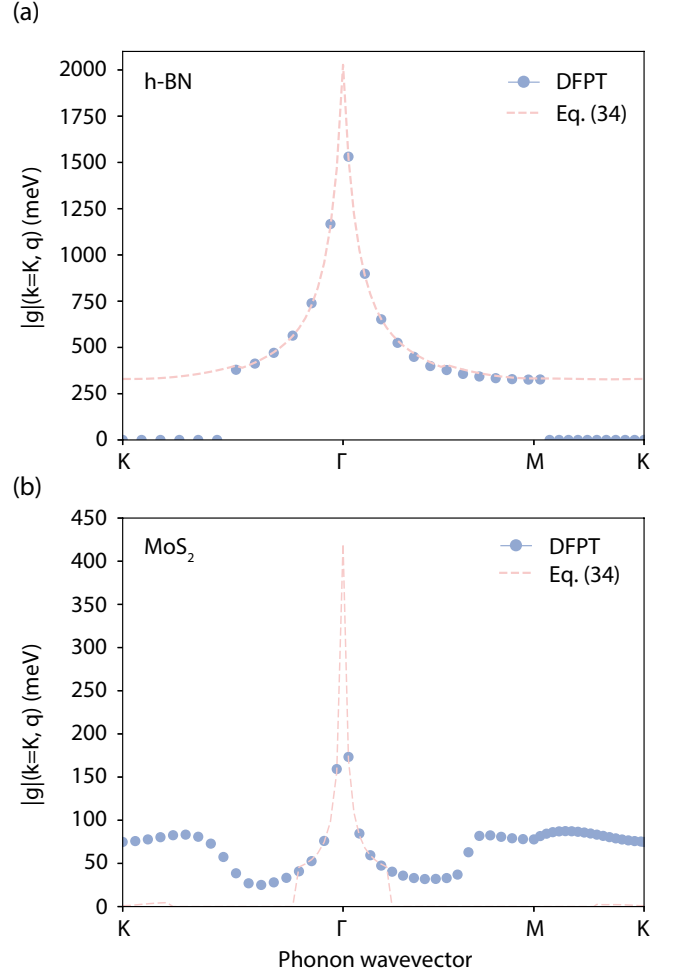 (a)
h-BN
DFPT
Eq. (34)
2000
1750
1500
1250
1000
750
500
250
0
|g|(k=K, q) (meV)
K Γ M K
(b)
MoS₂
DFPT
Eq. (34)
450
400
350
300
250
200
150
100
50
0
|g|(k=K, q) (meV)
K Γ M K
Phonon wavevector